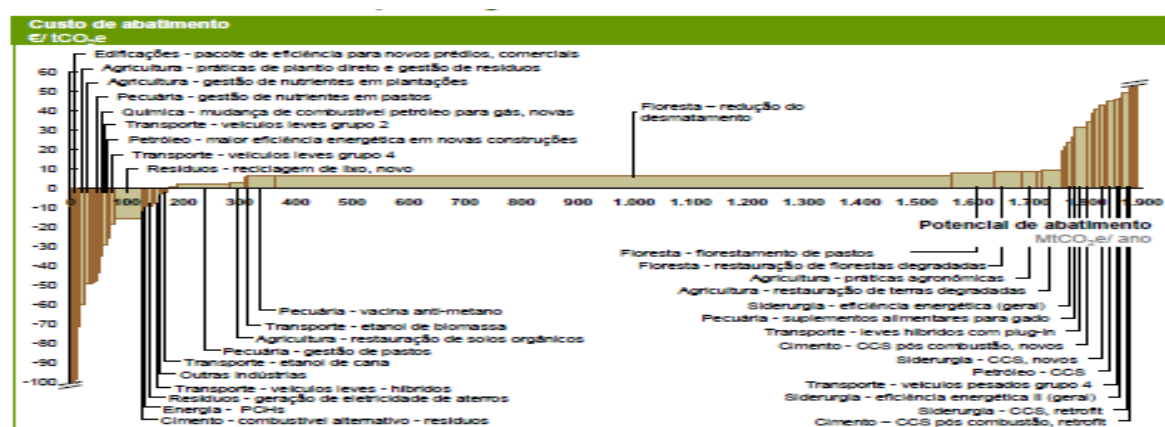 Custo de abatimento
€/ tCO₂e
Edificações - pacote de eficiência para novos prédios, comerciais
Agricultura - práticas de plantio direto e gestão de resíduos
Agricultura - gestão de nutrientes em plantações
Pecuária - gestão de nutrientes em pastos
Química - mudança de combustível petróleo para gás, novas
Transporte - veículos leves grupo 2
Petróleo - maior eficiência energética em novas construções
Transporte - veículos leves grupo 4
Resíduos - reciclagem de lixo, novo
Floresta – redução do
desmatamento
60
50
40
30
20
10
0
-10
-20
-30
-40
-50
-60
-70
-80
-90
-100
0 100 200 300 400 500 600 700 800 900 1.000 1.100 1.200 1.300 1.400 1.500 1.600 1.700 1.800 1.900
Potencial de abatimento
MtCO₂e/ ano
Floresta - florestamento de pastos
Floresta - restauração de florestas degradadas
Agricultura - práticas agronômicas
Agricultura - restauração de terras degradadas
Siderurgia - eficiência energética (geral)
Pecuária - suplementos alimentares para gado
Transporte - leves híbridos com plug-in
Cimento - CCS pós combustão, novos
Siderurgia - CCS, novos
Petróleo - CCS
Transporte - veículos pesados grupo 4
Siderurgia - eficiência energética II (geral)
Siderurgia - CCS, retrofit
Cimento – CCS pós combustão, retrofit
Pecuária - vacina anti-metano
Transporte - etanol de biomassa
Agricultura - restauração de solos orgânicos
Pecuária - gestão de pastos
Transporte - etanol de cana
Outras indústrias
Transporte - veículos leves - híbridos
Resíduos - geração de eletricidade de aterros
Energia - PCHs
Cimento - combustível alternativo - resíduos